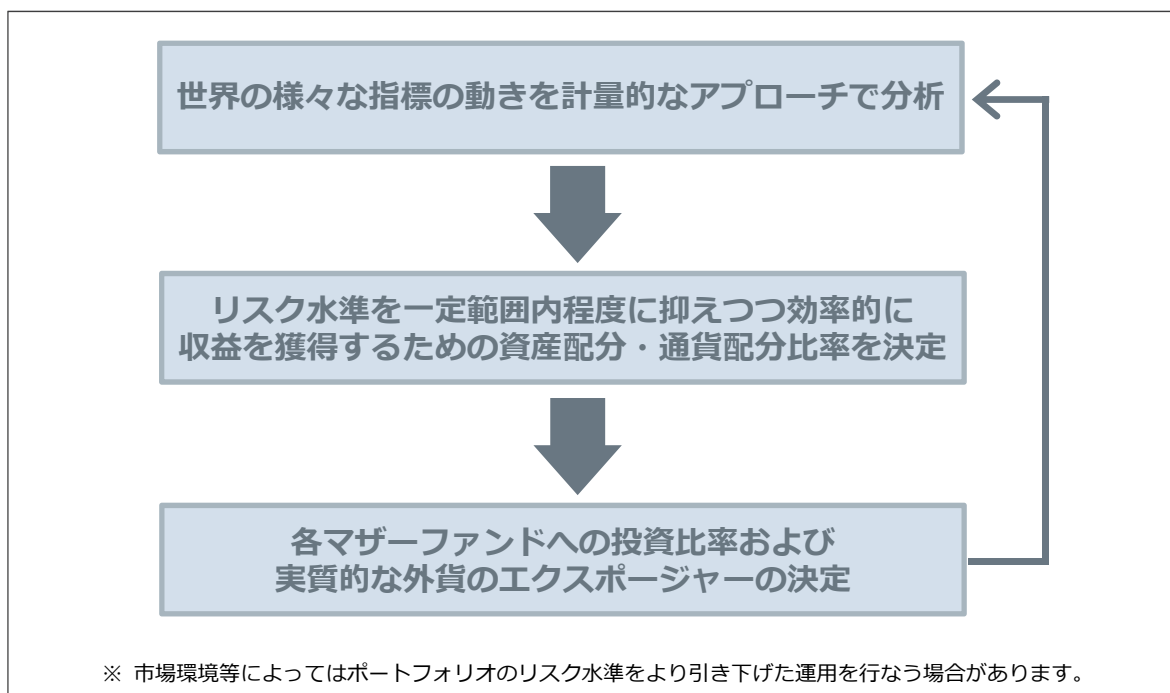 世界の様々な指標の動きを計量的なアプローチで分析
リスク水準を一定範囲内程度に抑えつつ効率的に
収益を獲得するための資産配分・通貨配分比率を決定
各マザーファンドへの投資比率および
実質的な外貨のエクスポージャーの決定
※ 市場環境等によってはポートフォリオのリスク水準をより引き下げた運用を行なう場合があります。